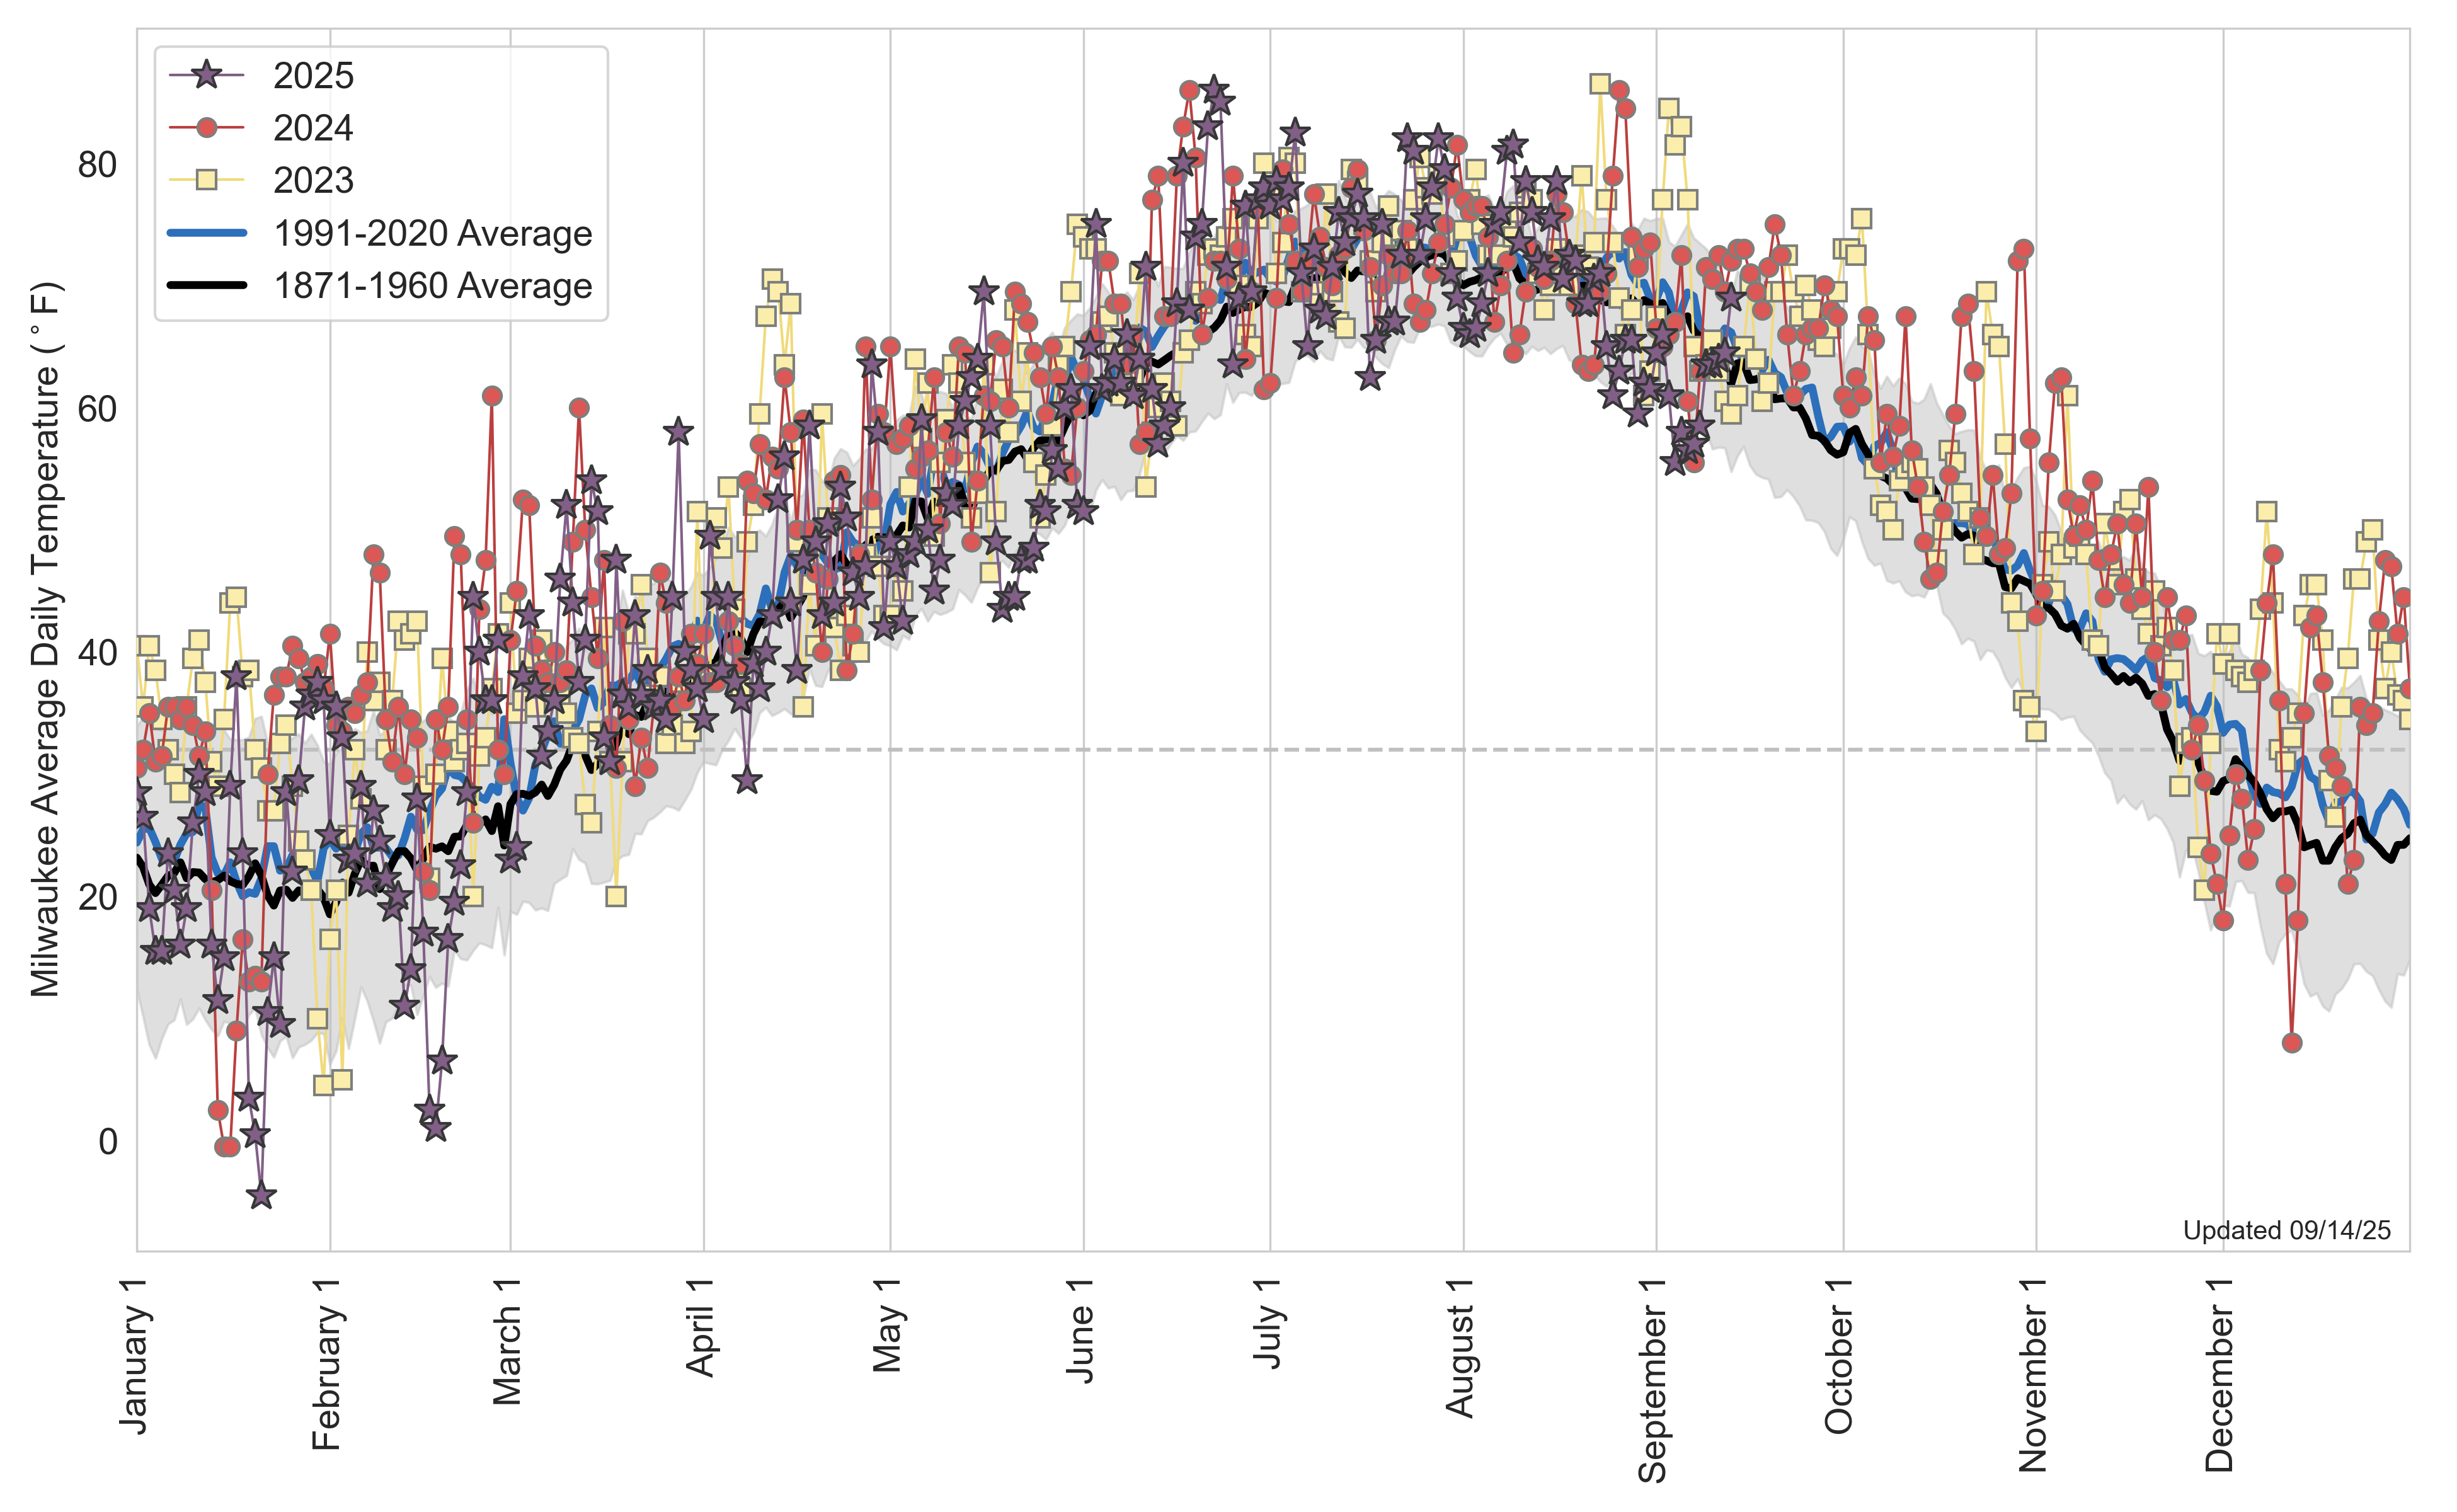 2025
2024
2023
1991-2020 Average
1871-1960 Average
Milwaukee Average Daily Temperature (°F)
80
60
40
20
0
Updated 09/14/25
January 1
February 1
March 1
April 1
May 1
June 1
July 1
August 1
September 1
October 1
November 1
December 1